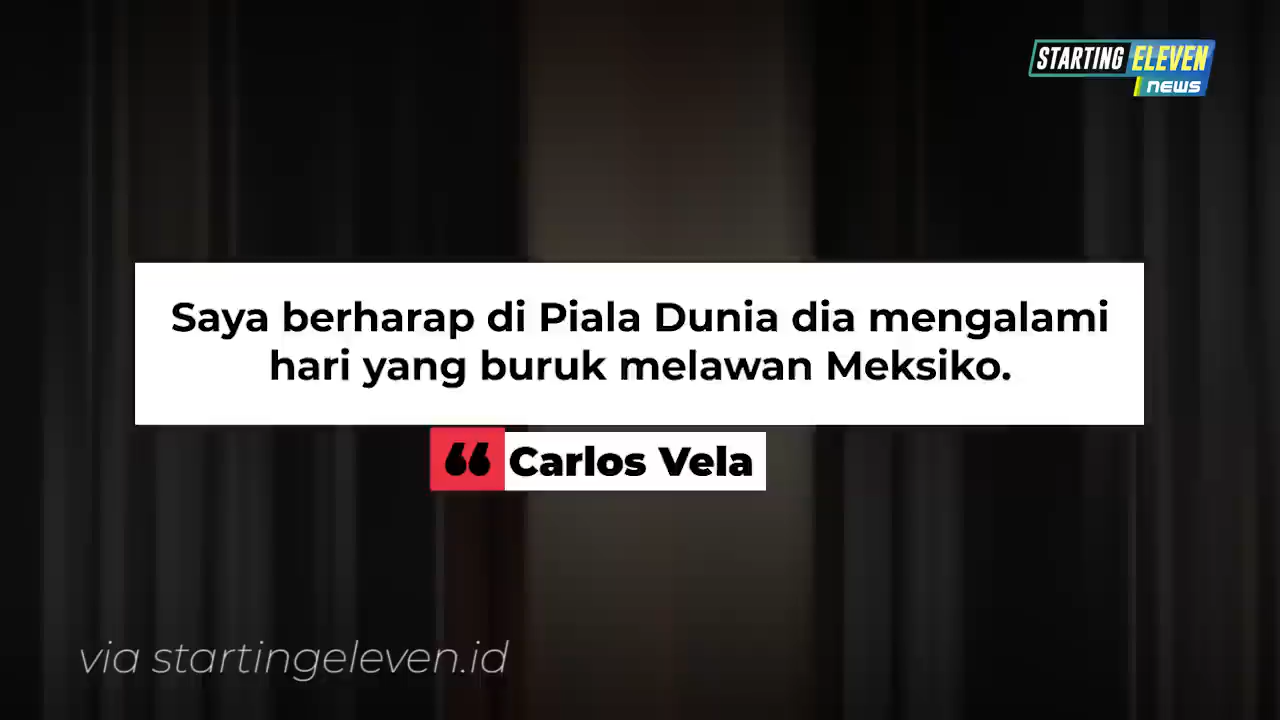 STARTING ELEVEN
news
Saya berharap di Piala Dunia dia mengalami
hari yang buruk melawan Meksiko.
“ Carlos Vela
via startingeleven.id